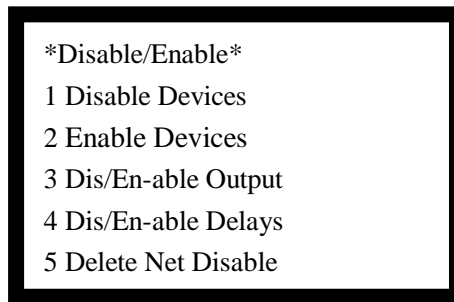 *Disable/Enable*
1 Disable Devices
2 Enable Devices
3 Dis/En-able Output
4 Dis/En-able Delays
5 Delete Net Disable